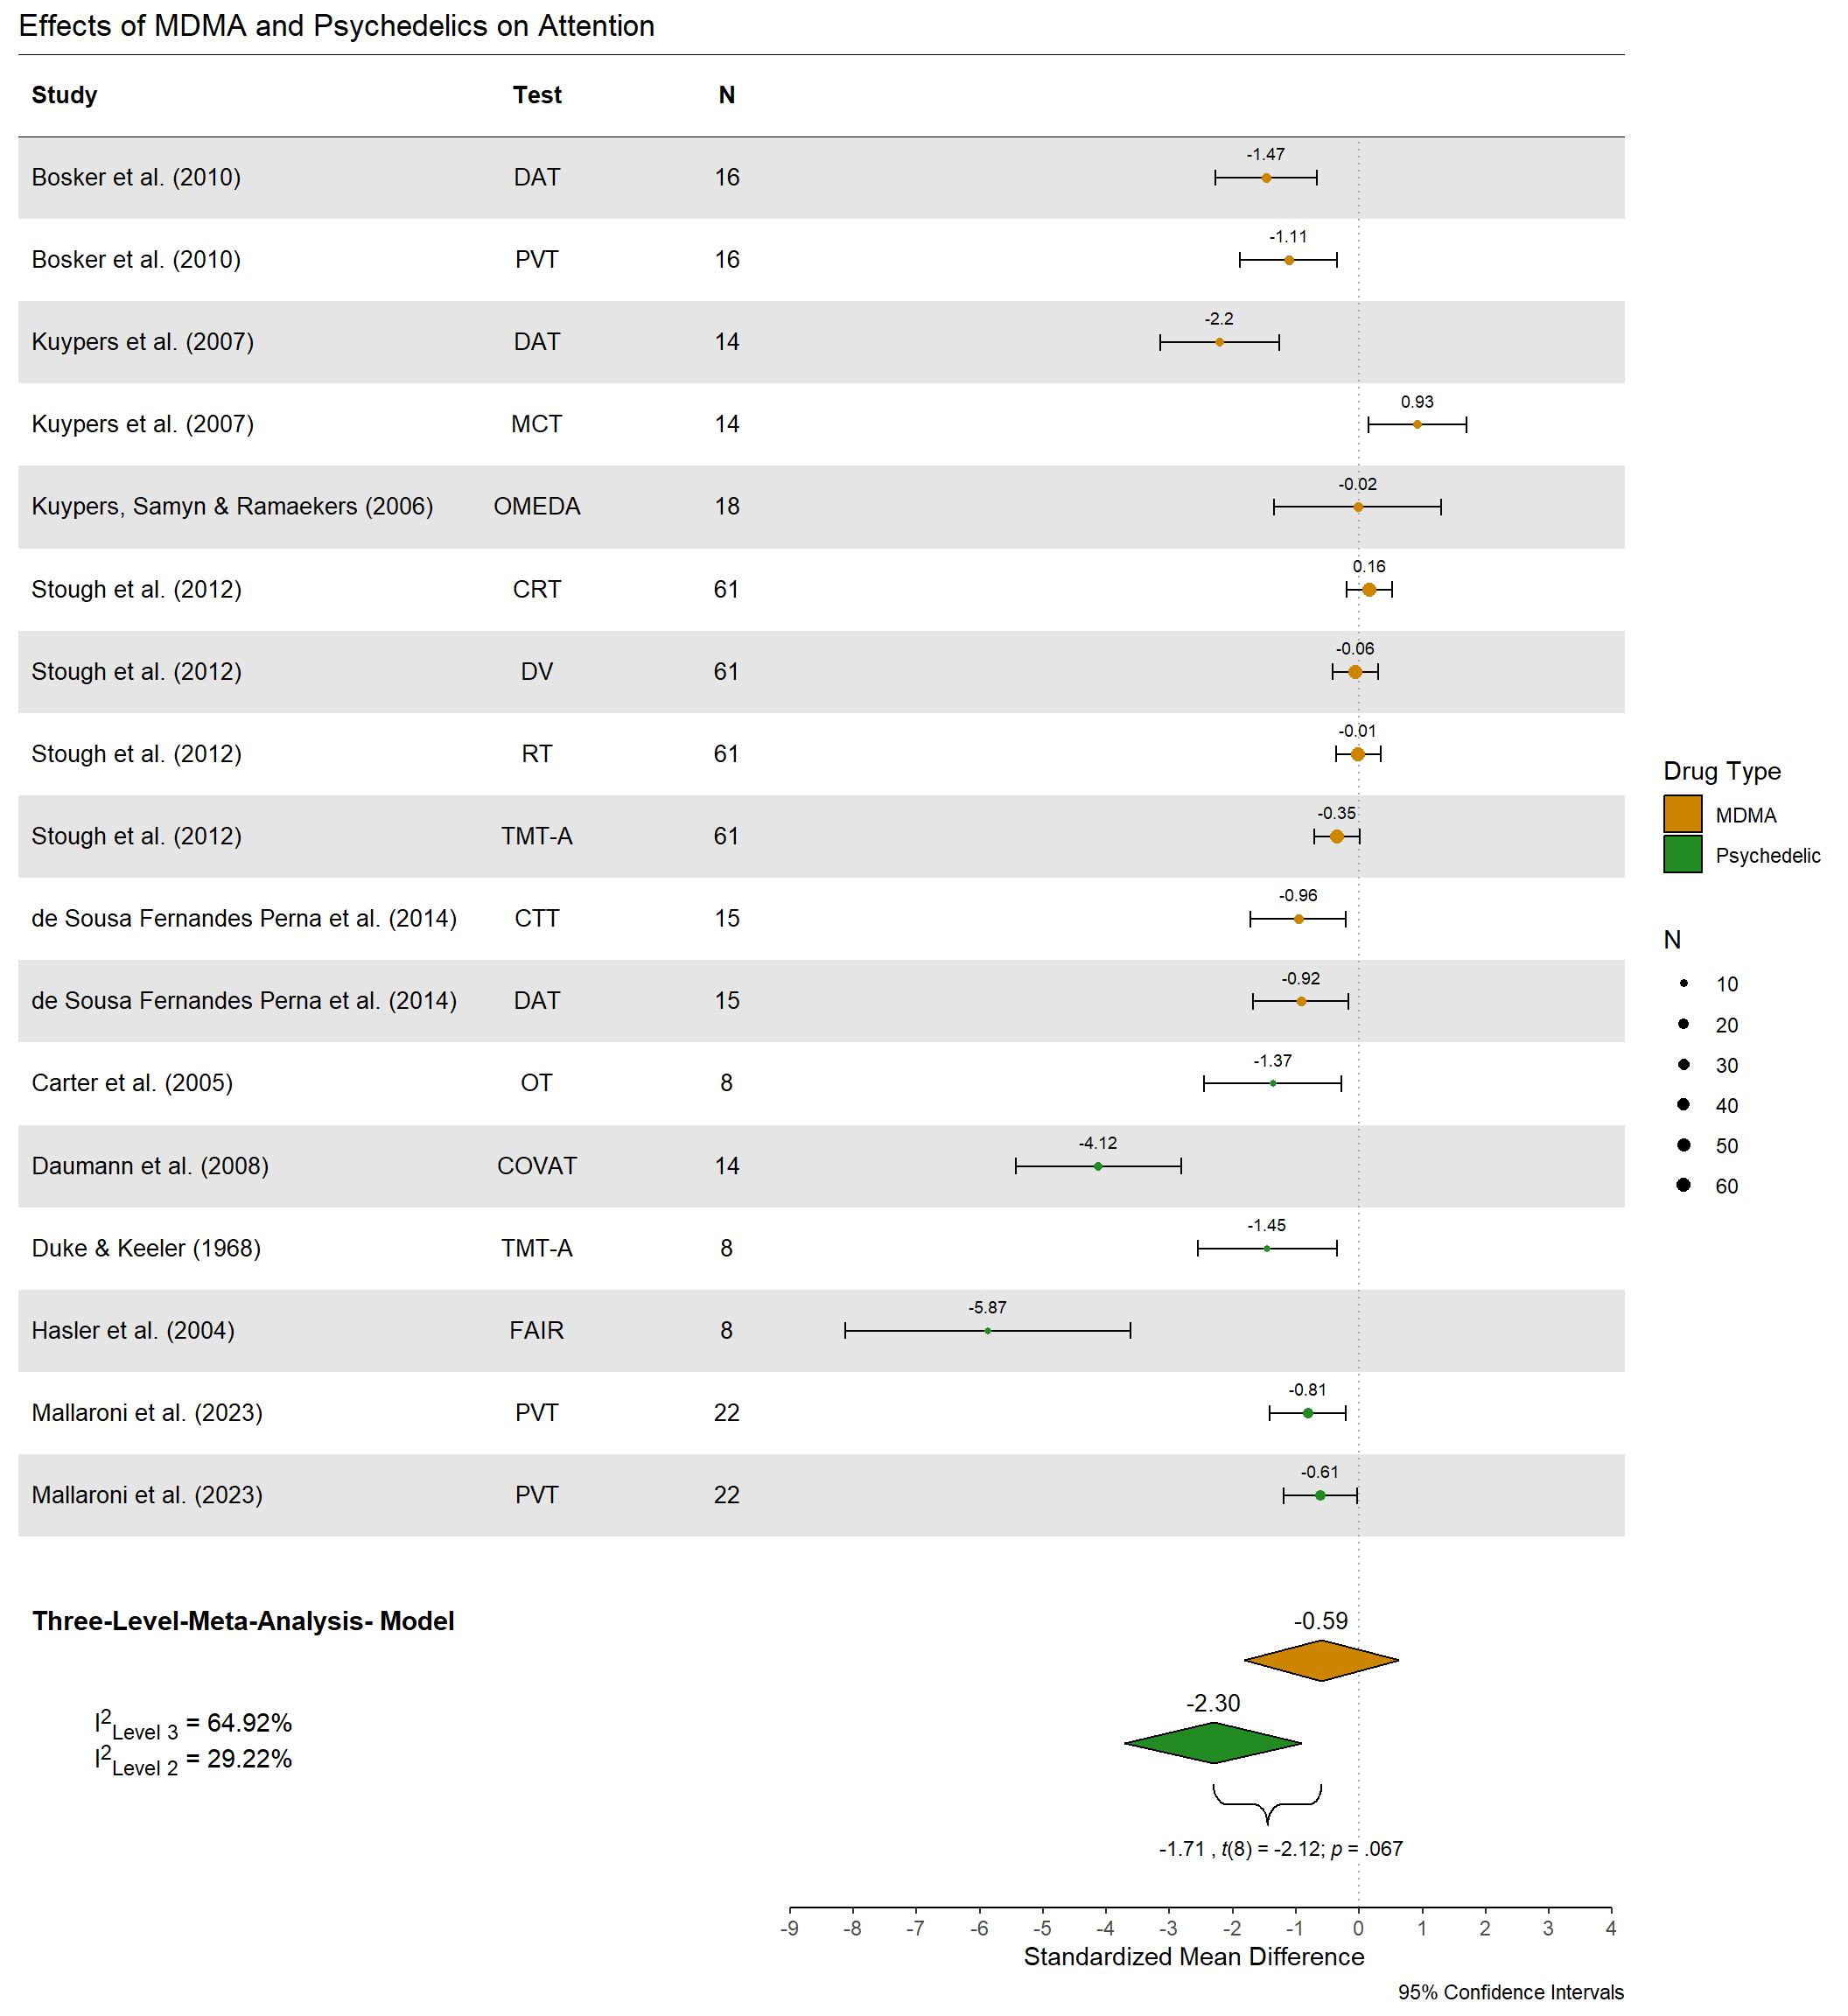 Effects of MDMA and Psychedelics on Attention
Study Test N
-1.47
Bosker et al. (2010) DAT 16
-1.11
Bosker et al. (2010) PVT 16
-2.2
Kuypers et al. (2007) DAT 14
0.93
Kuypers et al. (2007) MCT 14
-0.02
Kuypers, Samyn & Ramaekers (2006) OMEDA 18
0.16
Stough et al. (2012) CRT 61
-0.06
Stough et al. (2012) DV 61
-0.01
Stough et al. (2012) RT 61
-0.35
Stough et al. (2012) TMT-A 61
-0.96
de Sousa Fernandes Perna et al. (2014) CTT 15
-0.92
de Sousa Fernandes Perna et al. (2014) DAT 15
-1.37
Carter et al. (2005) OT 8
-4.12
Daumann et al. (2008) COVAT 14
-1.45
Duke & Keeler (1968) TMT-A 8
-5.87
Hasler et al. (2004) FAIR 8
-0.81
Mallaroni et al. (2023) PVT 22
-0.61
Mallaroni et al. (2023) PVT 22
Three-Level-Meta-Analysis- Model -0.59
-2.30
I²Level 3 = 64.92%
I²Level 2 = 29.22%
-1.71 , t(8) = -2.12; p = .067
-9 -8 -7 -6 -5 -4 -3 -2 -1 0 1 2 3 4
Standardized Mean Difference
95% Confidence Intervals
Drug Type
MDMA
Psychedelic
N
10
20
30
40
50
60